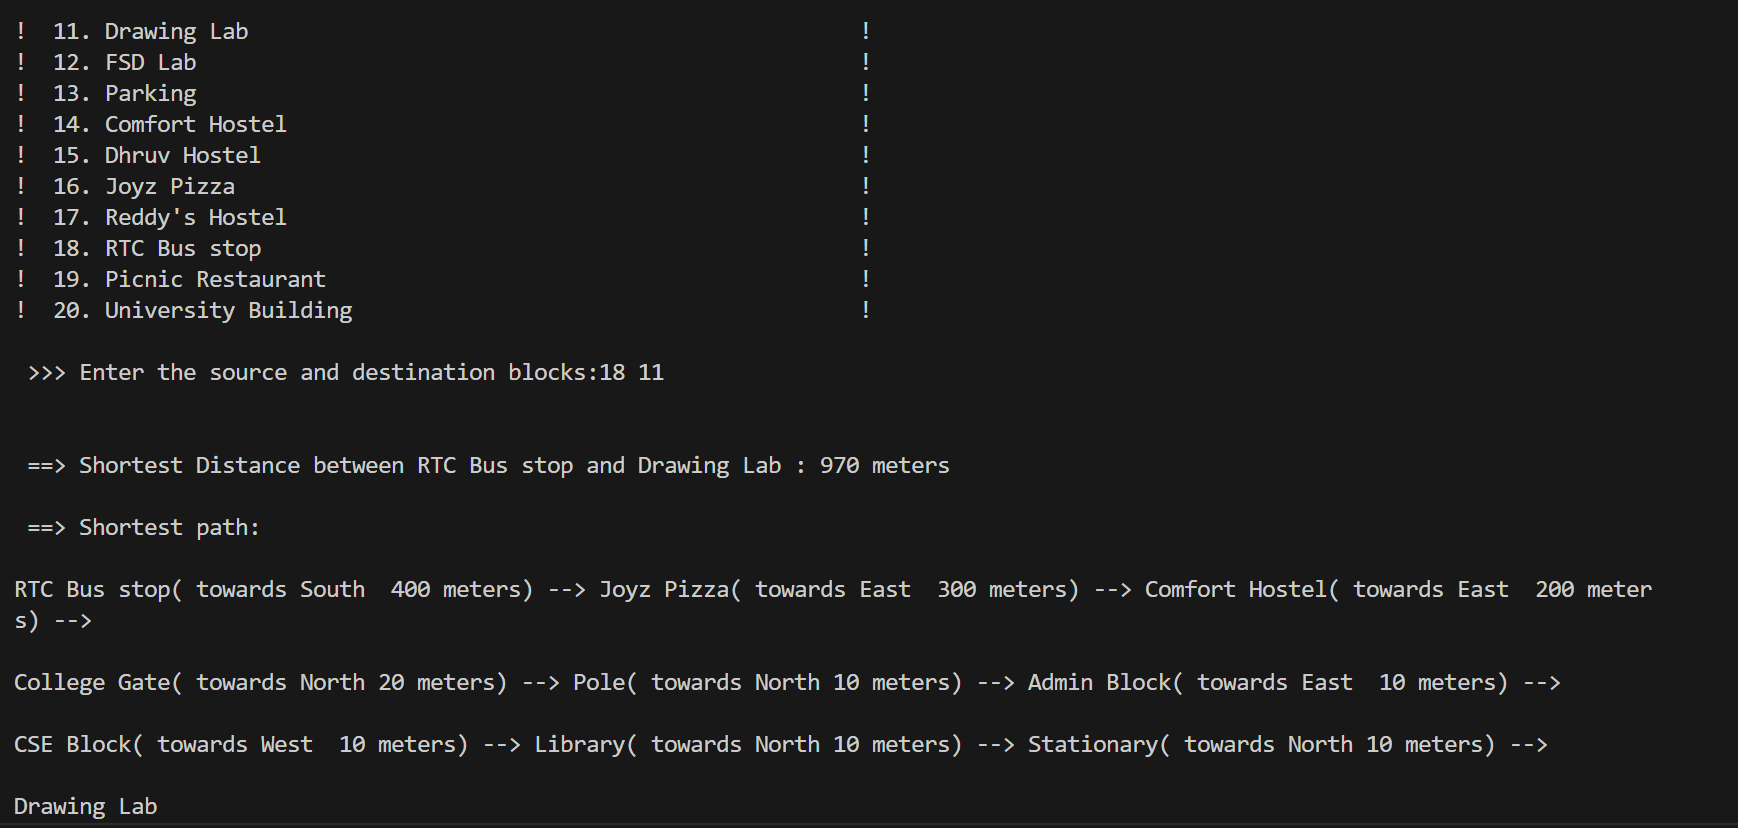 !  11. Drawing Lab                                               !
!  12. FSD Lab                                                   !
!  13. Parking                                                   !
!  14. Comfort Hostel                                            !
!  15. Dhruv Hostel                                              !
!  16. Joyz Pizza                                                !
!  17. Reddy's Hostel                                            !
!  18. RTC Bus stop                                              !
!  19. Picnic Restaurant                                         !
!  20. University Building                                       !
>>> Enter the source and destination blocks:18 11
==> Shortest Distance between RTC Bus stop and Drawing Lab : 970 meters
==> Shortest path:
RTC Bus stop( towards South  400 meters) --> Joyz Pizza( towards East  300 meters) --> Comfort Hostel( towards East  200 meter
s) -->
College Gate( towards North 20 meters) --> Pole( towards North 10 meters) --> Admin Block( towards East  10 meters) -->
CSE Block( towards West  10 meters) --> Library( towards North 10 meters) --> Stationary( towards North 10 meters) -->
Drawing Lab